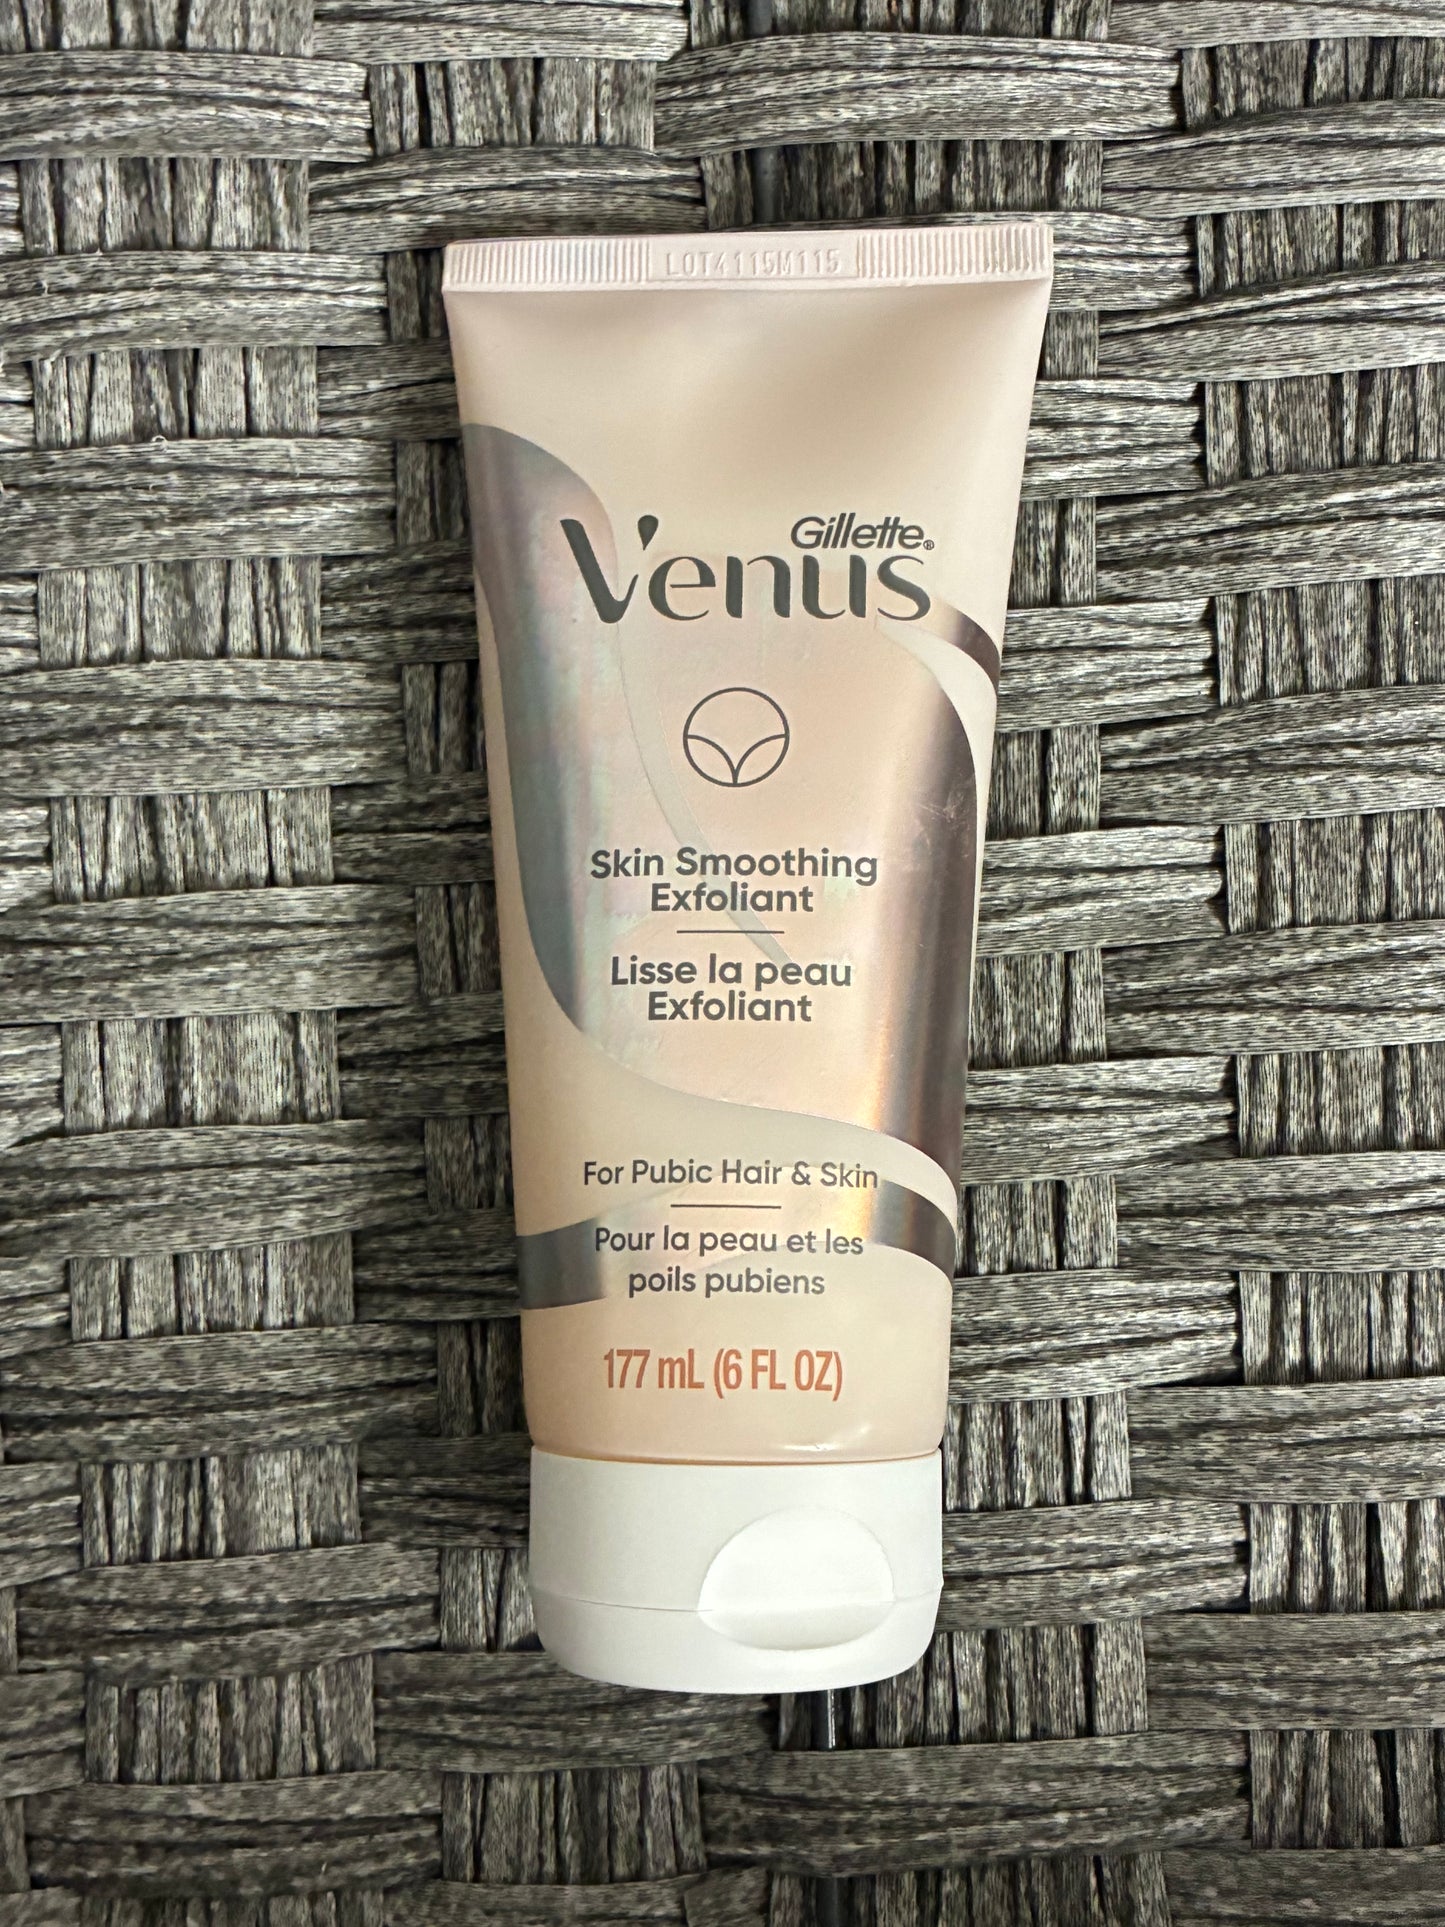 LOT4115M115
Gillette®
Venus
Skin Smoothing
Exfoliant
Lisse la peau
Exfoliant
For Pubic Hair & Skin
Pour la peau et les
poils pubiens
177 mL (6 FL OZ)